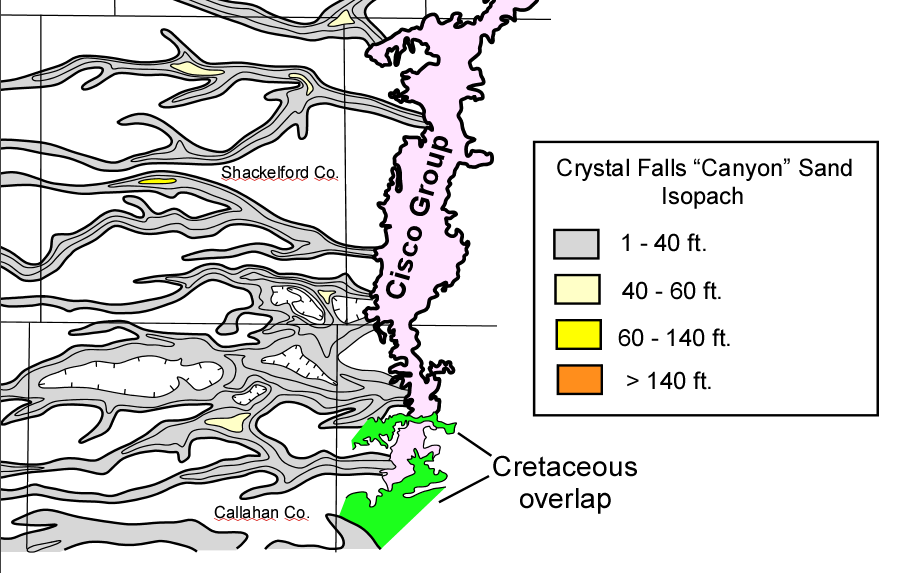 Shackelford Co.
Cisco Group
Callahan Co.
Cretaceous
overlap
Crystal Falls “Canyon” Sand
Isopach
1 - 40 ft.
40 - 60 ft.
60 - 140 ft.
> 140 ft.